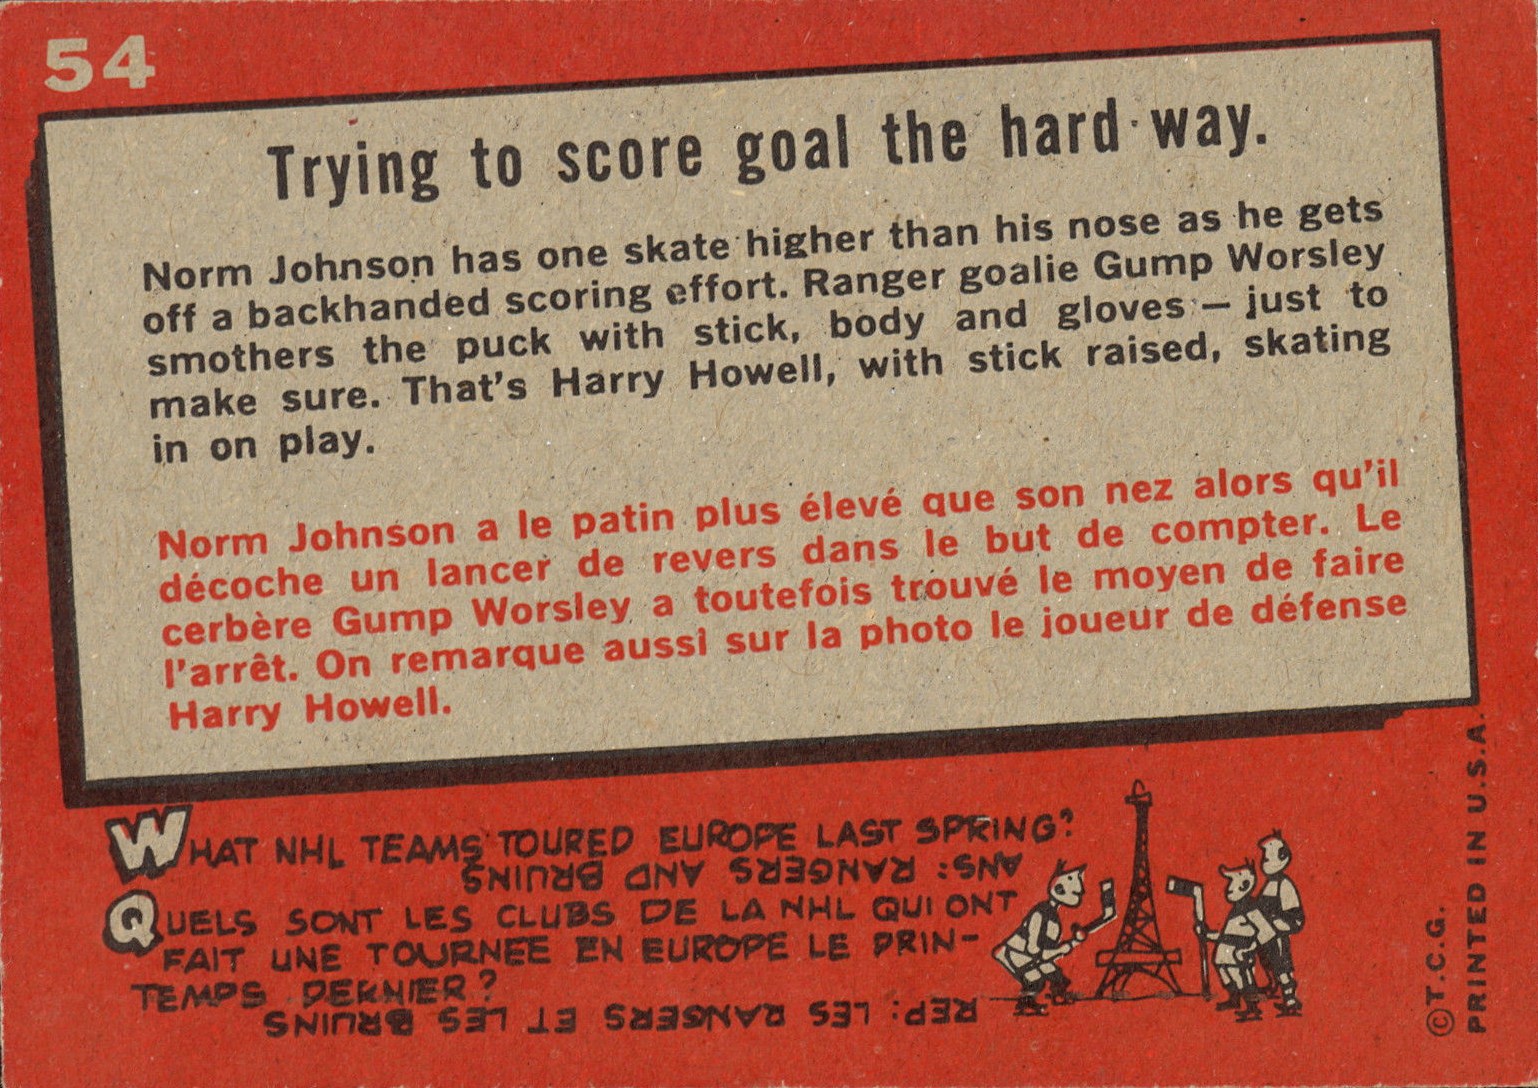 54
Trying to score goal the hard way.
Norm Johnson has one skate higher than his nose as he gets
off a backhanded scoring effort. Ranger goalie Gump Worsley
smothers the puck with stick, body and gloves — just to
make sure. That's Harry Howell, with stick raised, skating
in on play.
Norm Johnson a le patin plus élevé que son nez alors qu'il
décoche un lancer de revers dans le but de compter. Le
cerbère Gump Worsley a toutefois trouvé le moyen de faire
l'arrêt. On remarque aussi sur la photo le joueur de défense
Harry Howell.
WHAT NHL TEAMS TOURED EUROPE LAST SPRING?
ANS: RANGERS AND BRUINS
QUELS SONT LES CLUBS DE LA NHL QUI ONT
FAIT UNE TOURNEE EN EUROPE LE PRIN-
TEMPS DERNIER?
REP: LES RANGERS ET LES BRUINS
©T.C.G.
PRINTED IN U.S.A.